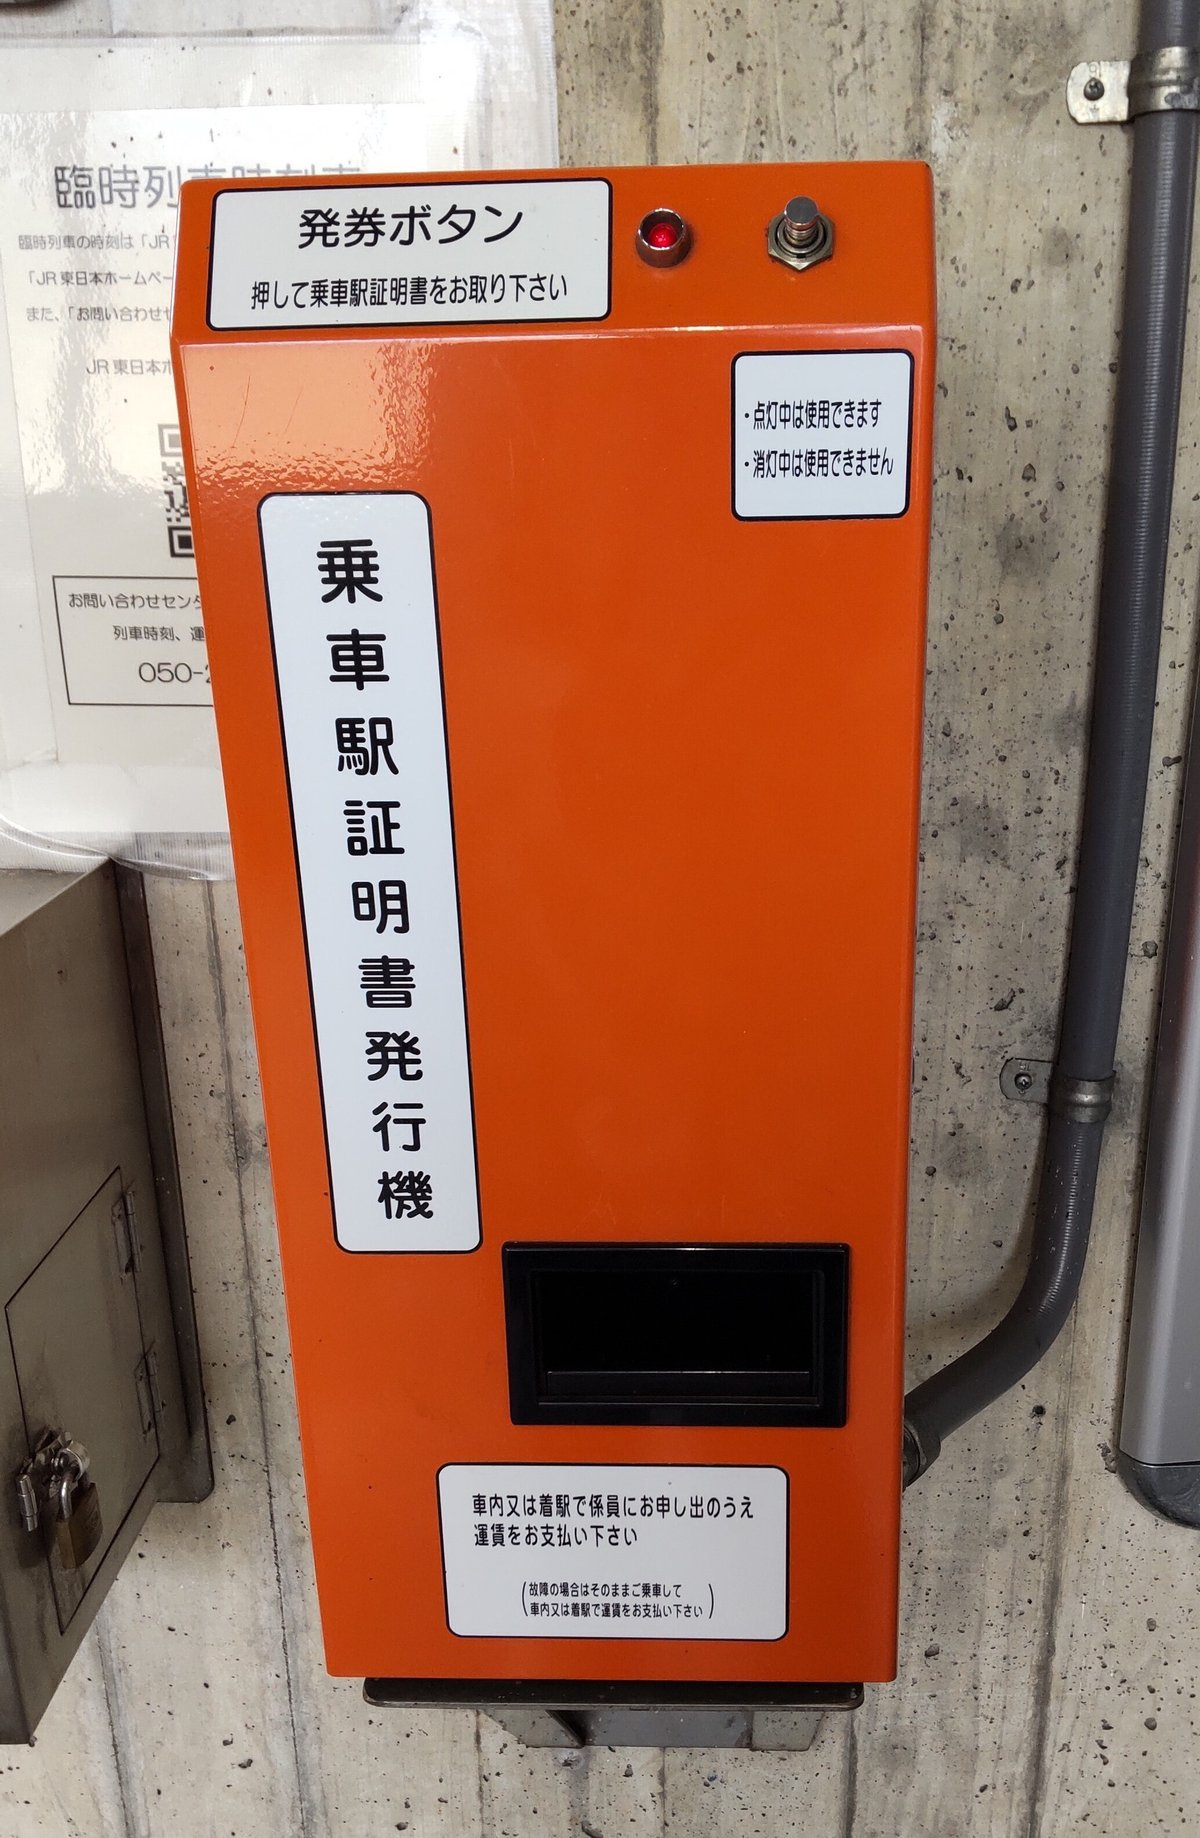 臨時列車時刻表
臨時列車の時刻は「JR
「JR東日本ホームペー
また、「お問い合わせセ
JR東日本ホ
お問い合わせセンタ
列車時刻、運
050-2
発券ボタン
押して乗車駅証明書をお取り下さい
・点灯中は使用できます
・消灯中は使用できません
乗車駅証明書発行機
車内又は着駅で係員にお申し出のうえ
運賃をお支払い下さい
(故障の場合はそのままご乗車して
車内又は着駅で運賃をお支払い下さい)